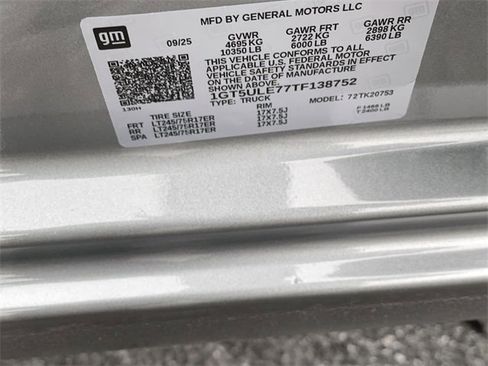 MFD BY GENERAL MOTORS LLC
gm
09/25 GVWR GAWR FRT GAWR RR
4695 KG 2722 KG 2898 KG
10350 LB 6000 LB 6390 LB
THIS VEHICLE CONFORMS TO ALL APPLICABLE
U.S. FEDERAL MOTOR VEHICLE SAFETY
STANDARDS IN EFFECT ON THE DATE OF MANUFACTURE
1GT5ULE77TF138752
TYPE: TRUCK MODEL: 72TK20753
130H
TIRE SIZE RIM
FRT LT245/75R17ER 17X7.5J
RR LT245/75R17ER 17X7.5J
SPA LT245/75R17ER 17X7.5J